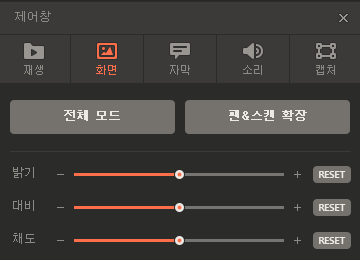 제어창
재생 화면 자막 소리 캡처
전체 모드 팬&스캔 확장
밝기 − + RESET
대비 − + RESET
채도 − + RESET